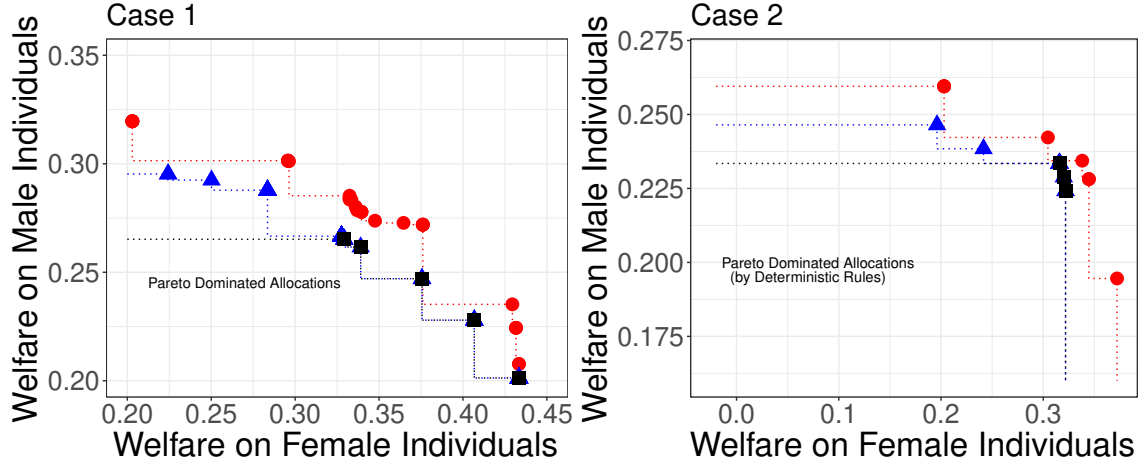 Case 1
Welfare on Male Individuals
0.35
0.30
0.25
0.20
Pareto Dominated Allocations
0.20 0.25 0.30 0.35 0.40 0.45
Welfare on Female Individuals
Case 2
Welfare on Male Individuals
0.275
0.250
0.225
0.200
0.175
Pareto Dominated Allocations
(by Deterministic Rules)
0.0 0.1 0.2 0.3
Welfare on Female Individuals